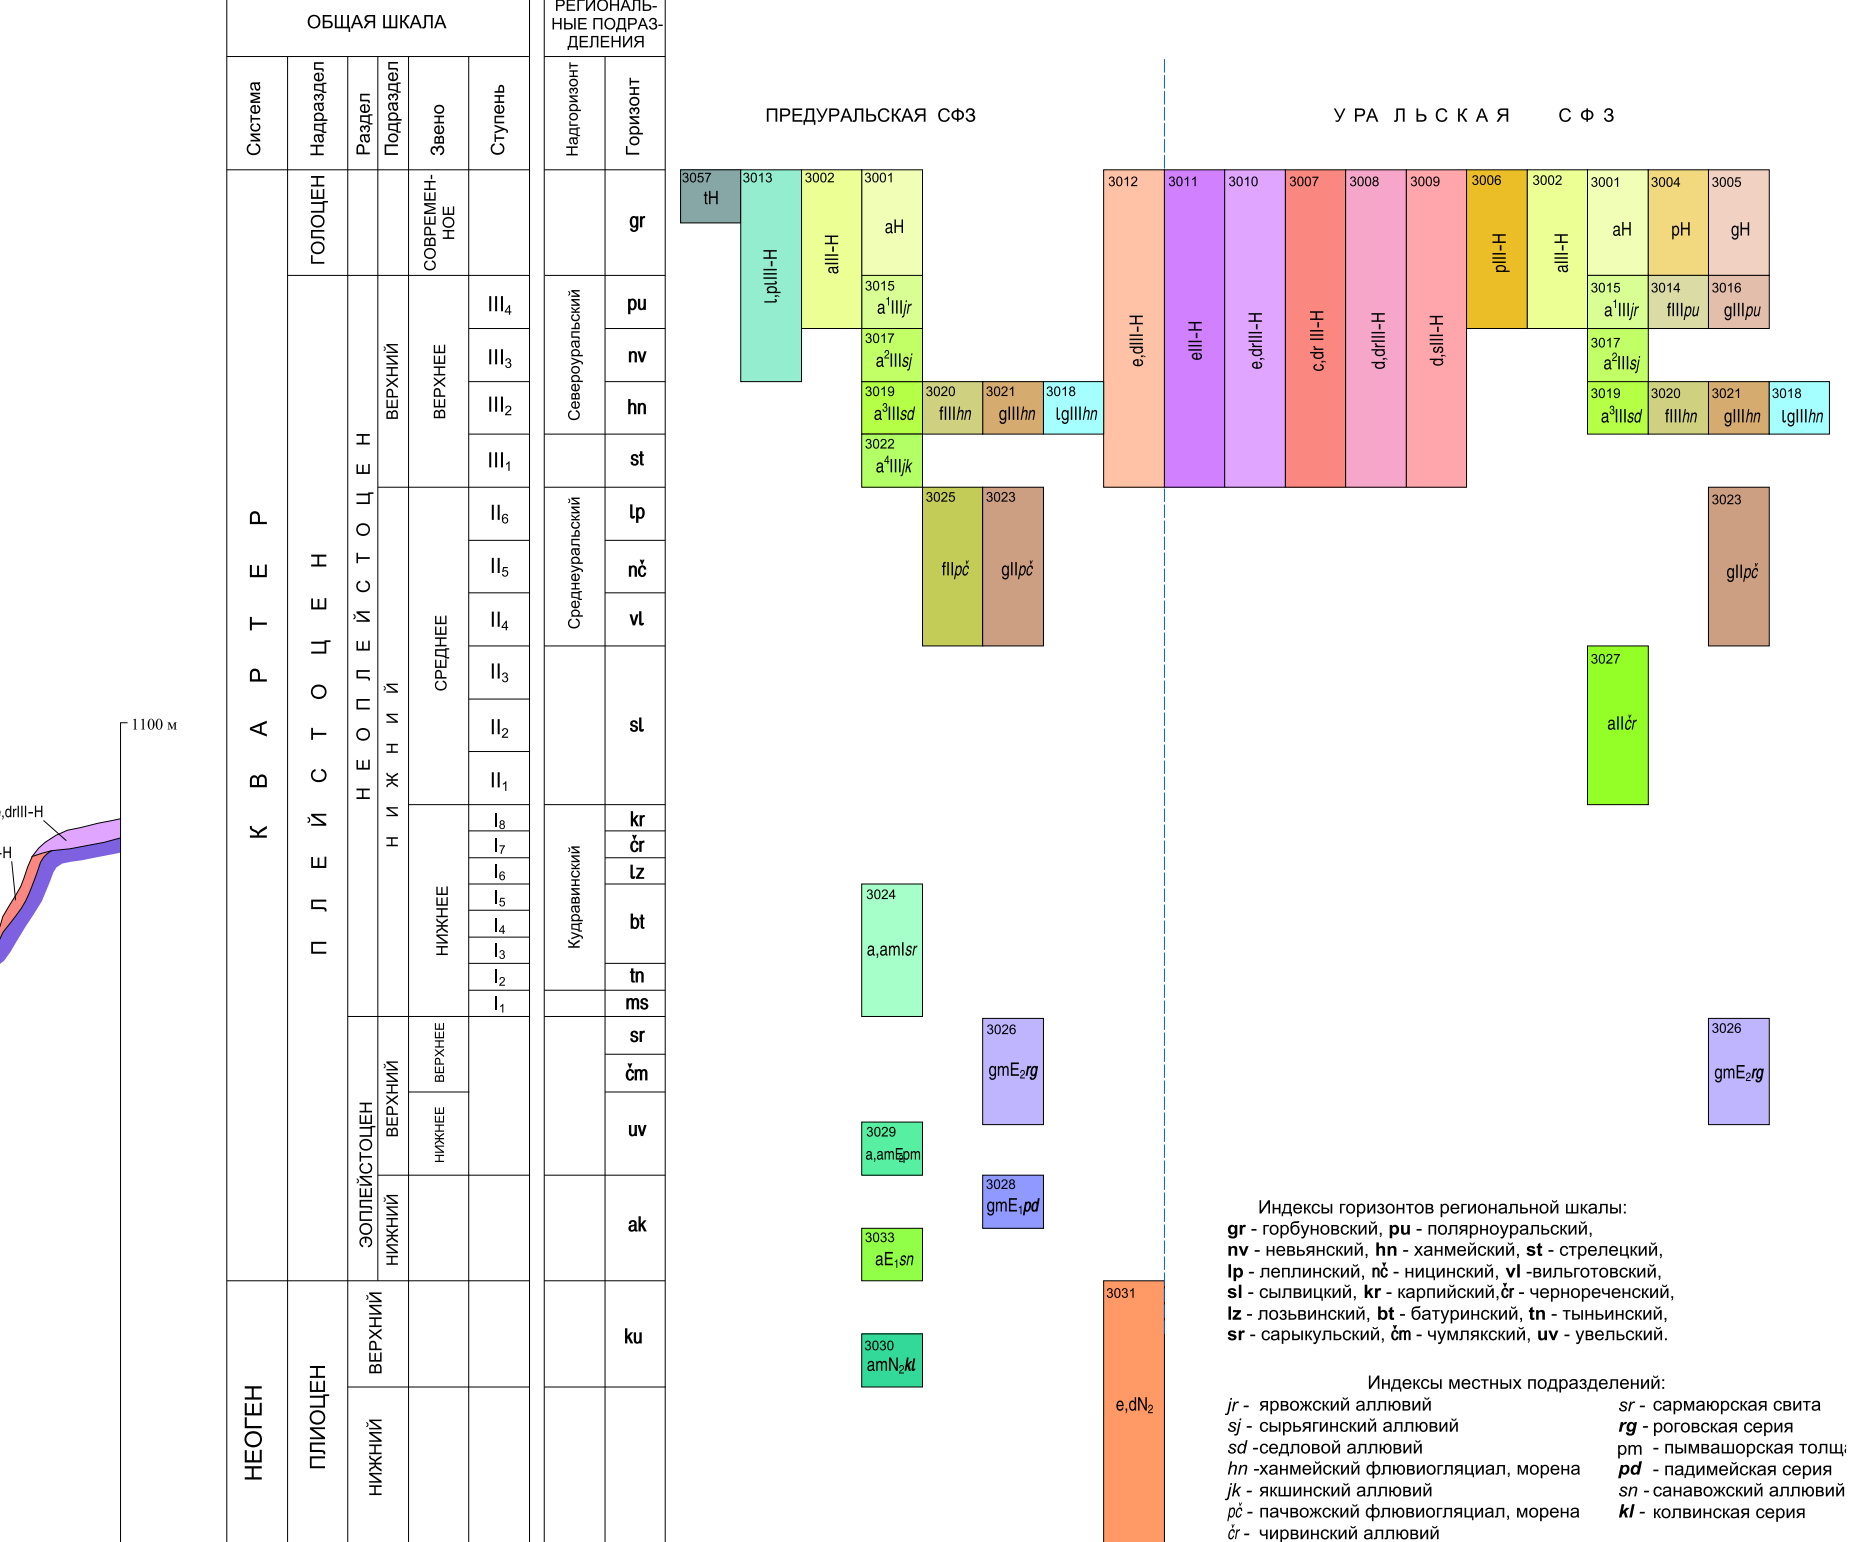 ОБЩАЯ ШКАЛА
РЕГИОНАЛЬ-
НЫЕ ПОДРАЗ-
ДЕЛЕНИЯ
Система
Надраздел
Раздел
Подраздел
Звено
Ступень
Надгоризонт
Горизонт
ПРЕДУРАЛЬСКАЯ СФЗ
УРАЛЬСКАЯ СФЗ
КВАРТЕР
НЕОГЕН
ГОЛОЦЕН
ПЛЕЙСТОЦЕН
ПЛИОЦЕН
НЕОПЛЕЙСТОЦЕН
ЭОПЛЕЙСТОЦЕН
ВЕРХНИЙ
НИЖНИЙ
ВЕРХНИЙ
НИЖНИЙ
ВЕРХНИЙ
НИЖНИЙ
СОВРЕМЕН-
НОЕ
ВЕРХНЕЕ
СРЕДНЕЕ
НИЖНЕЕ
ВЕРХНЕЕ
НИЖНЕЕ
III4
III3
III2
III1
II6
II5
II4
II3
II2
II1
I8
I7
I6
I5
I4
I3
I2
I1
Североуральский
Среднеуральский
Кудравинский
gr
pu
nv
hn
st
lp
nč
vl
sl
kr
čr
lz
bt
tn
ms
sr
čm
uv
ak
ku
3057 tH
3013 l,plIII-H
3002 aIII-H
3001 aH
3015 a¹IIIjr
3017 a²IIIsj
3019 a³IIIsd
3020 fIIIhn
3021 gIIIhn
3018 lgIIIhn
3022 a⁴IIIjk
3025 fIIpč
3023 gIIpč
3024 a,amIsr
3026 gmE₂rg
3029 a,amE₂pm
3028 gmE₁pd
3033 aE₁sn
3030 amN₂kl
3012 e,dIII-H
3031 e,dN₂
3011 eIII-H
3010 e,drIII-H
3007 c,dr III-H
3008 d,drIII-H
3009 d,sIII-H
3006 pIII-H
3002 aIII-H
3001 aH
3004 pH
3005 gH
3015 a¹IIIjr
3014 fIIIpu
3016 gIIIpu
3017 a²IIIsj
3019 a³IIIsd
3020 fIIIhn
3021 gIIIhn
3018 lgIIIhn
3023 gIIpč
3027 aIIčr
3026 gmE₂rg
1100 м
,drIII-H
-H
Индексы горизонтов региональной шкалы:
gr - горбуновский, pu - полярноуральский,
nv - невьянский, hn - ханмейский, st - стрелецкий,
lp - леплинский, nč - ницинский, vl -вильготовский,
sl - сылвицкий, kr - карпийский,čr - чернореченский,
lz - лозьвинский, bt - батуринский, tn - тыньинский,
sr - сарыкульский, čm - чумлякский, uv - увельский.
Индексы местных подразделений:
jr - ярвожский аллювий
sj - сырьягинский аллювий
sd -седловой аллювий
hn -ханмейский флювиогляциал, морена
jk - якшинский аллювий
pč - пачвожский флювиогляциал, морена
čr - чирвинский аллювий
sr - сармаюрская свита
rg - роговская серия
pm - пымвашорская толщ
pd - падимейская серия
sn - санавожский аллювий
kl - колвинская серия